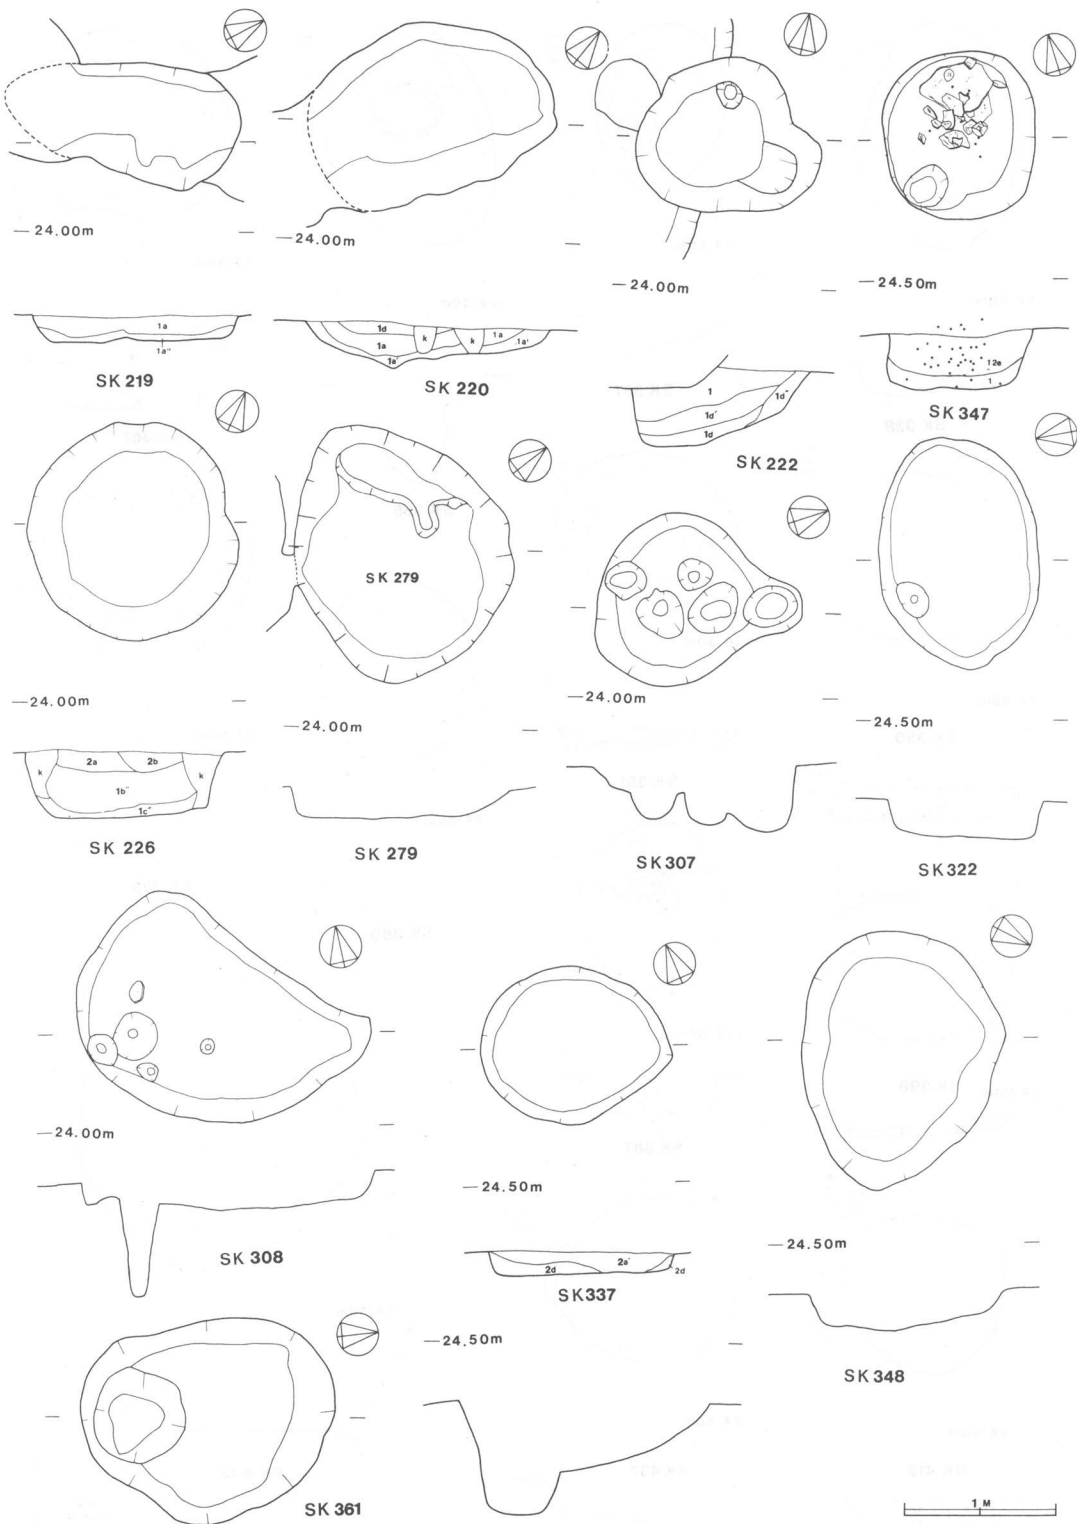 —24.00m
—24.00m
—24.00m
—24.50m
1a
1a"
SK 219
1d
1a
1a'
k
k
1a
1a'
SK 220
1
1d'
1d
1d"
SK 222
12e
1
SK 347
—24.00m
SK 279
—24.00m
—24.00m
—24.50m
2a
2b
k
k
1b"
1c"
SK 226
SK 279
SK 307
SK 322
—24.00m
SK 308
—24.50m
2d
2a'
2d
SK 337
—24.50m
SK 348
—24.50m
SK 361
1 M